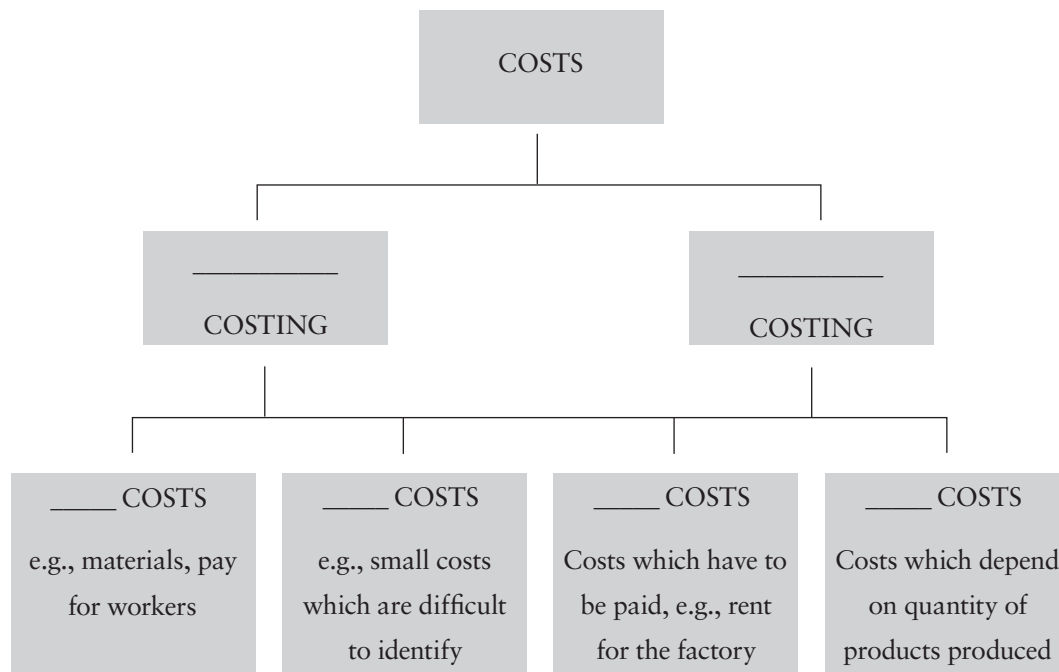 COSTS
___________
COSTING
___________
COSTING
_____ COSTS
e.g., materials, pay
for workers
_____ COSTS
e.g., small costs
which are difficult
to identify
_____ COSTS
Costs which have to
be paid, e.g., rent
for the factory
_____ COSTS
Costs which depend
on quantity of
products produced